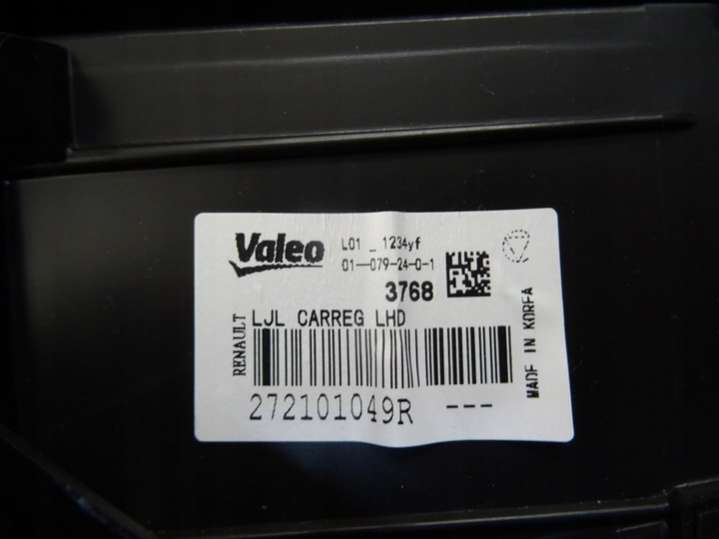 Valeo
L01 _ 1234yf
01-079-24-0-1
3768
RENAULT
LJL CARREG LHD
272101049R ---
MADE IN KOREA